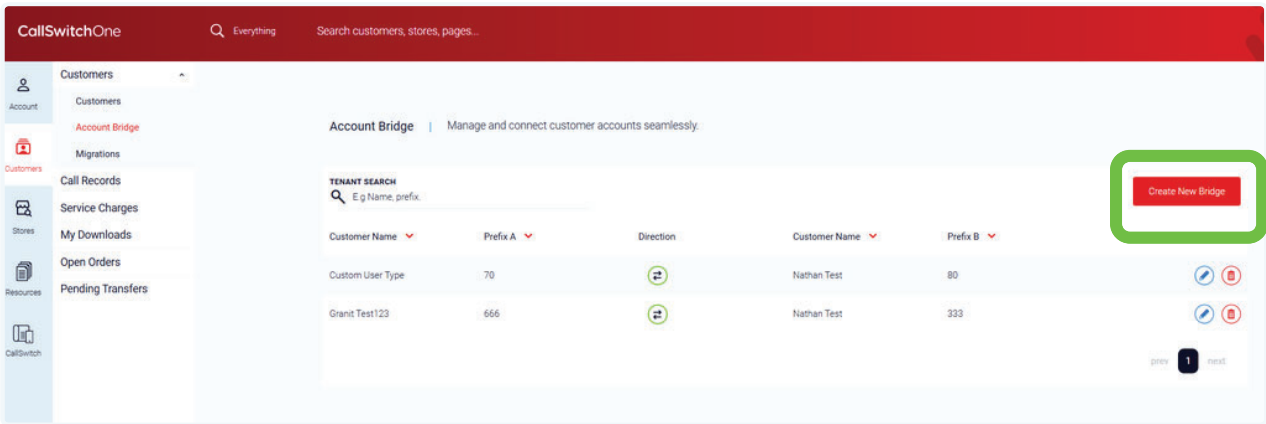 CallSwitchOne
Everything
Search customers, stores, pages...
Account
Customers
Stores
Resources
CallSwitch
Customers
Customers
Account Bridge
Migrations
Call Records
Service Charges
My Downloads
Open Orders
Pending Transfers
Account Bridge | Manage and connect customer accounts seamlessly.
TENANT SEARCH
E.g Name, prefix.
Create New Bridge
Customer Name Prefix A Direction Customer Name Prefix B
Custom User Type 70 Nathan Test 80
Granit Test123 666 Nathan Test 333
prev 1 next